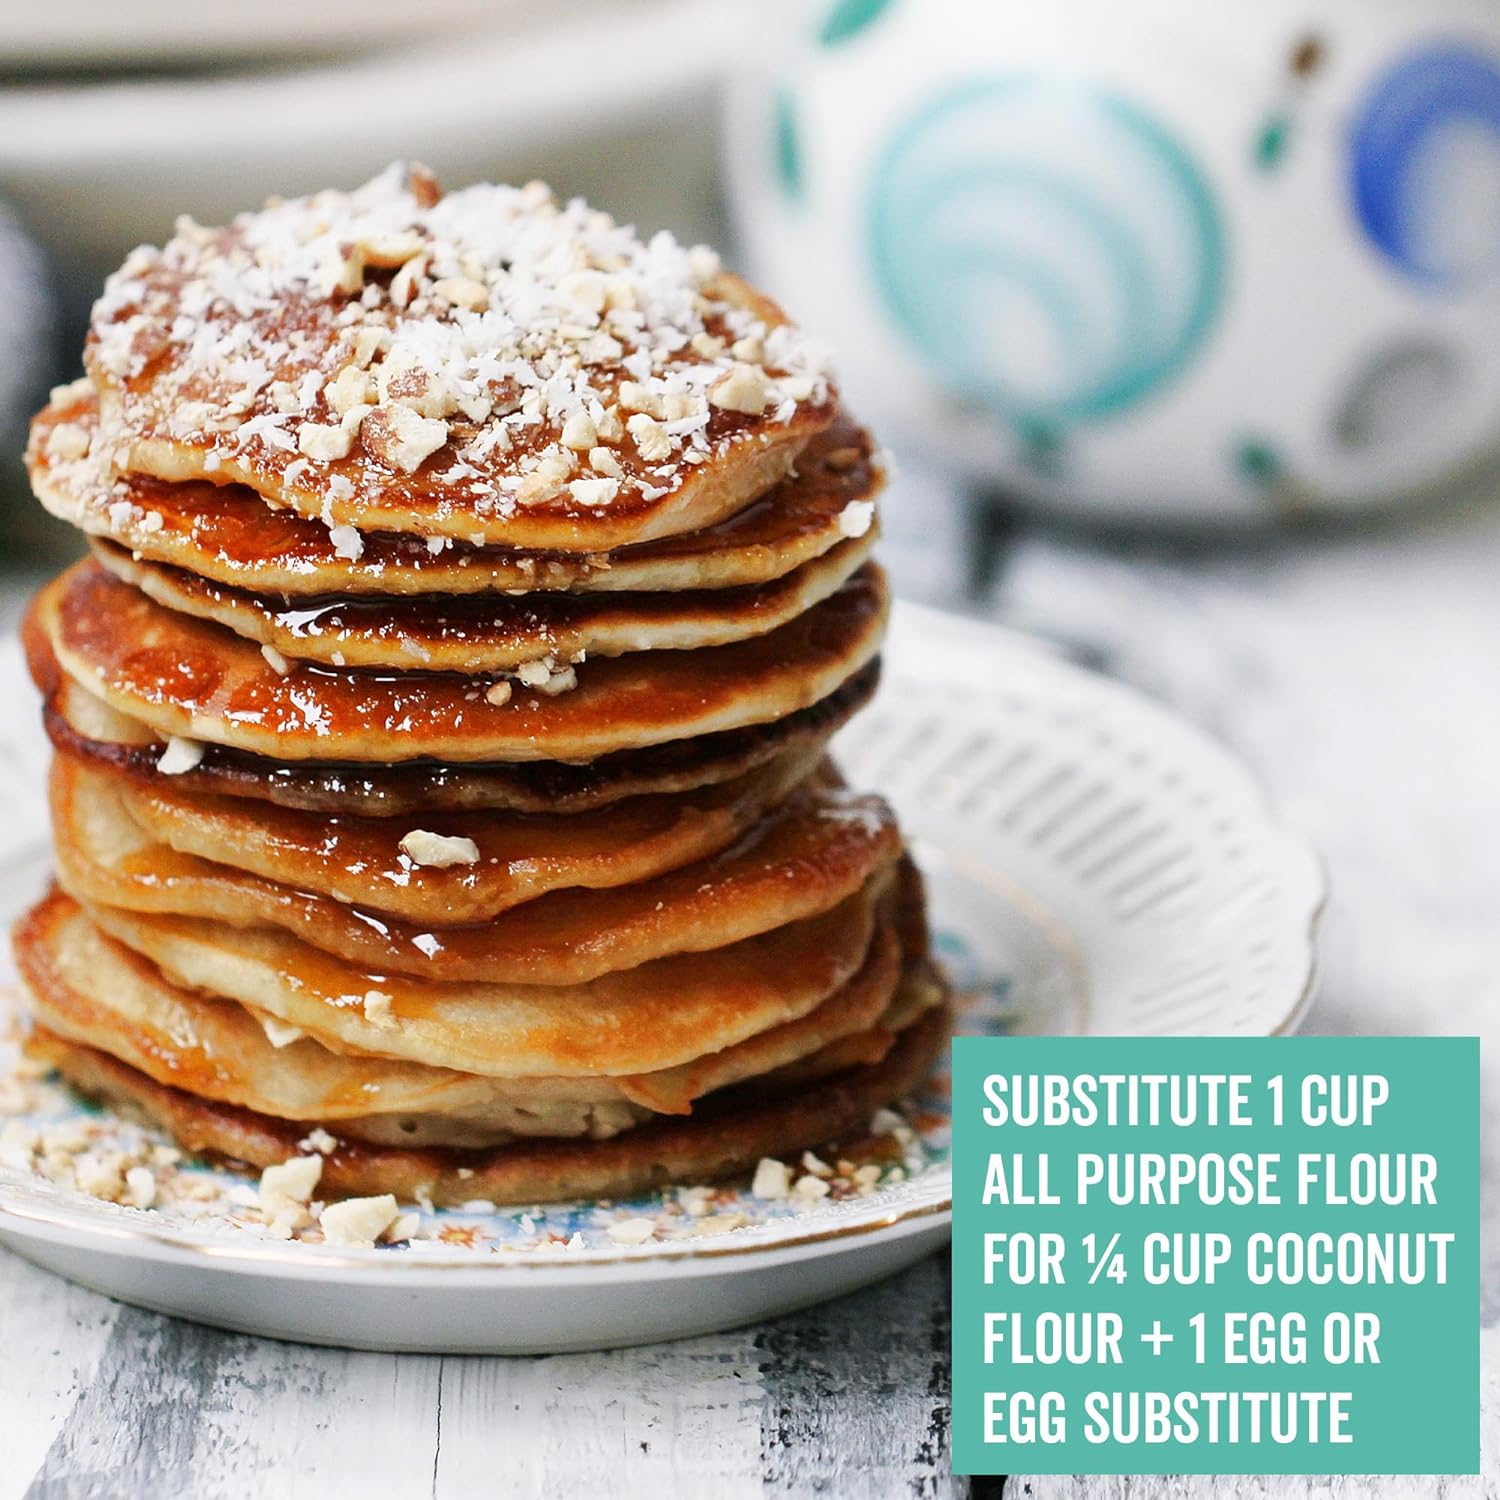 SUBSTITUTE 1 CUP
ALL PURPOSE FLOUR
FOR ¼ CUP COCONUT
FLOUR + 1 EGG OR
EGG SUBSTITUTE